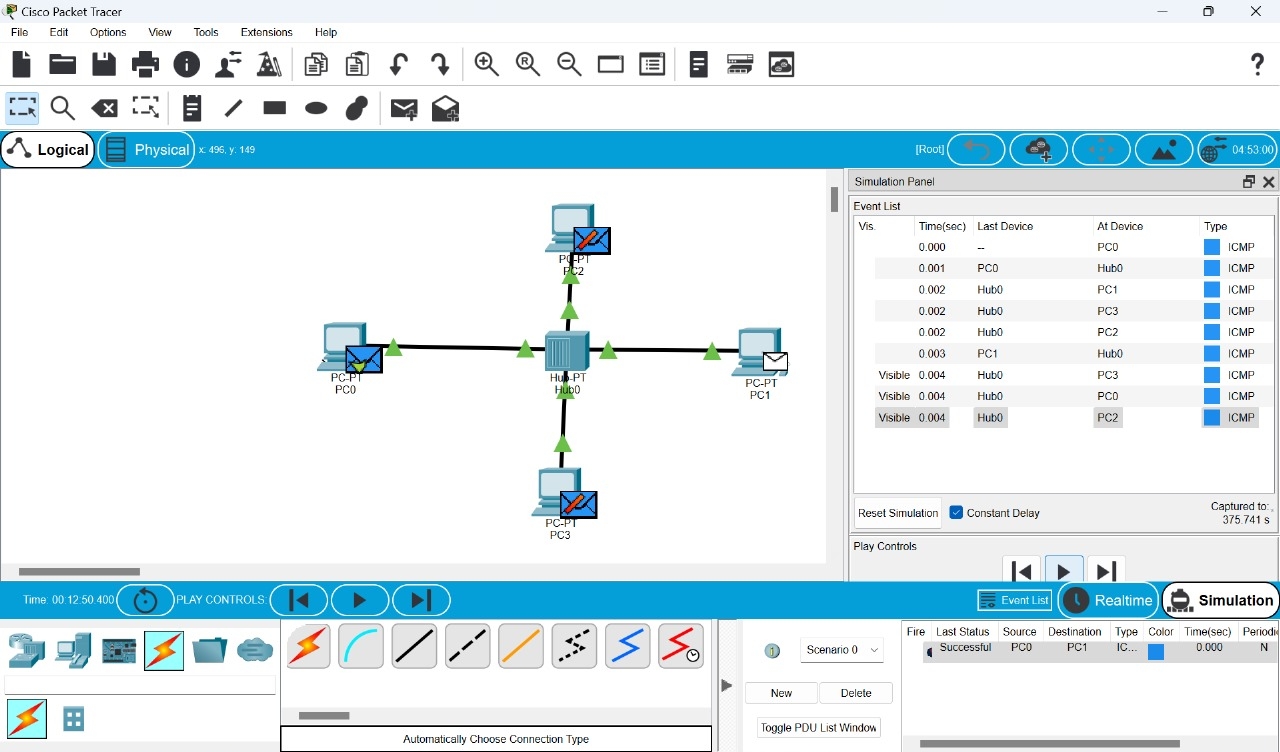 Cisco Packet Tracer
File Edit Options View Tools Extensions Help
Logical Physical x: 496, y: 149 [Root] 04:53:00
Simulation Panel
Event List
Vis. Time(sec) Last Device At Device Type
0.000 -- PC0 ICMP
0.001 PC0 Hub0 ICMP
0.002 Hub0 PC1 ICMP
0.002 Hub0 PC3 ICMP
0.002 Hub0 PC2 ICMP
0.003 PC1 Hub0 ICMP
Visible 0.004 Hub0 PC3 ICMP
Visible 0.004 Hub0 PC0 ICMP
Visible 0.004 Hub0 PC2 ICMP
Reset Simulation Constant Delay Captured to:
375.741 s
Play Controls
PC-PT
PC2
PC-PT
PC0
Hub-PT
Hub0
PC-PT
PC1
PC-PT
PC3
Time: 00:12:50.400 PLAY CONTROLS: Event List Realtime Simulation
Fire Last Status Source Destination Type Color Time(sec) Periodic
Successful PC0 PC1 IC... 0.000 N
Scenario 0
New Delete
Toggle PDU List Window
Automatically Choose Connection Type